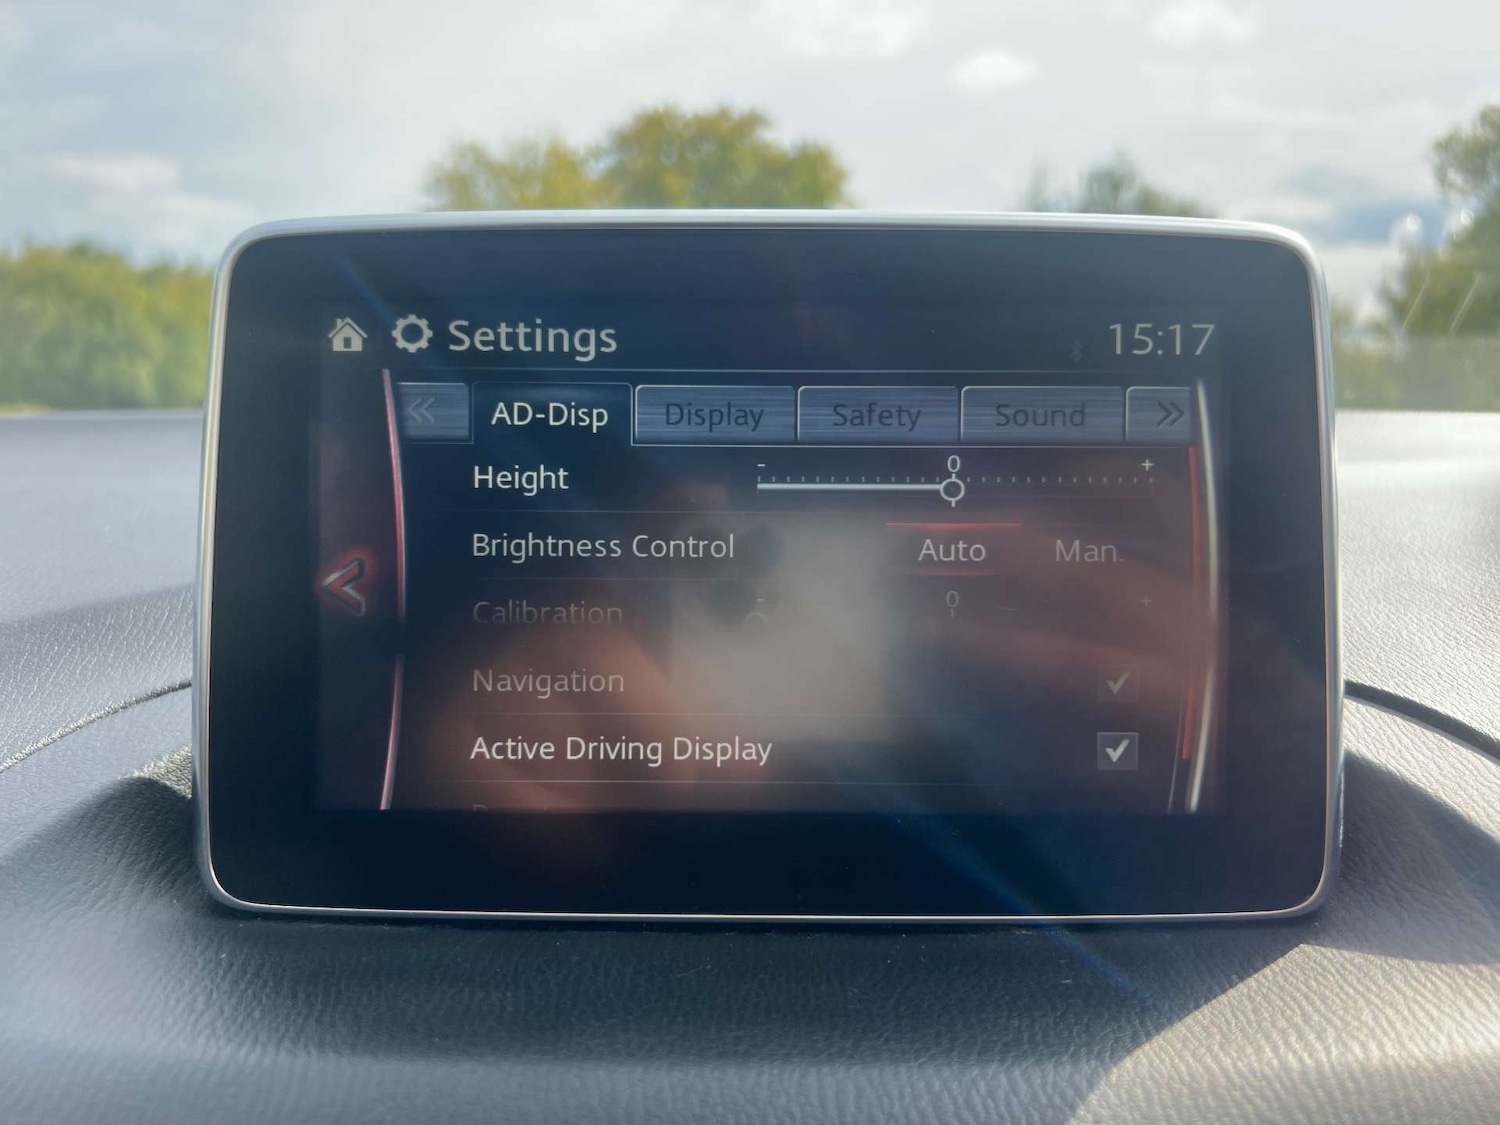 Settings 15:17
« AD-Disp Display Safety Sound »
Height - 0 +
Brightness Control Auto Man.
Calibration - 0 +
Navigation
Active Driving Display